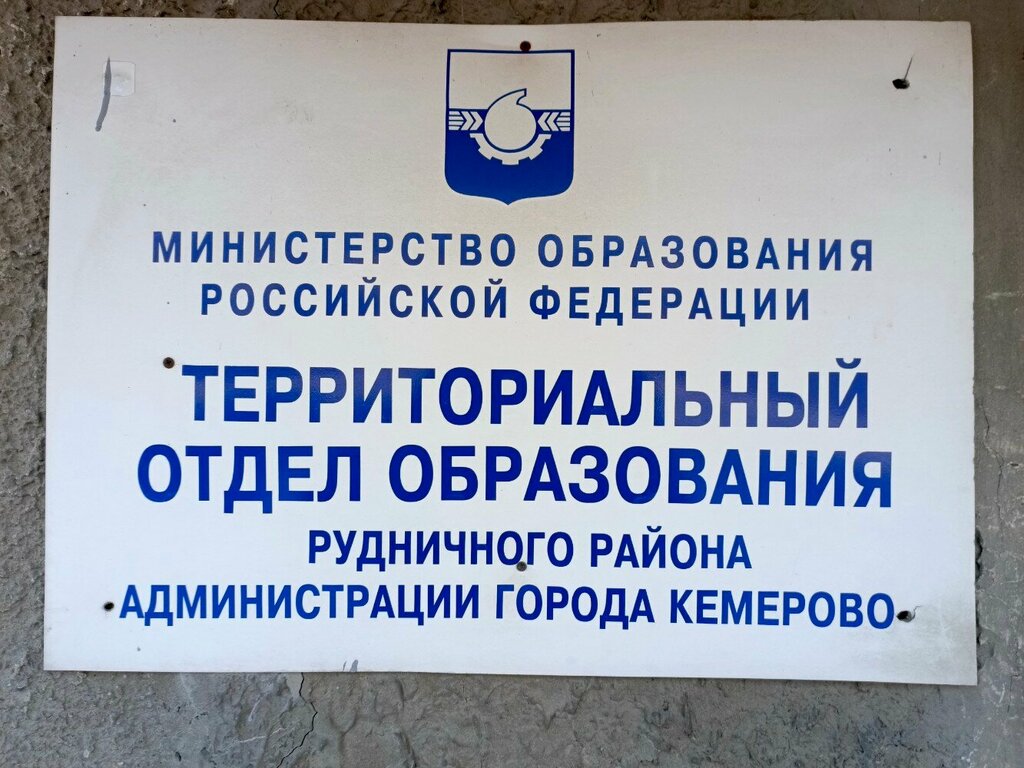 МИНИСТЕРСТВО ОБРАЗОВАНИЯ
РОССИЙСКОЙ ФЕДЕРАЦИИ
ТЕРРИТОРИАЛЬНЫЙ
ОТДЕЛ ОБРАЗОВАНИЯ
РУДНИЧНОГО РАЙОНА
АДМИНИСТРАЦИИ ГОРОДА КЕМЕРОВО